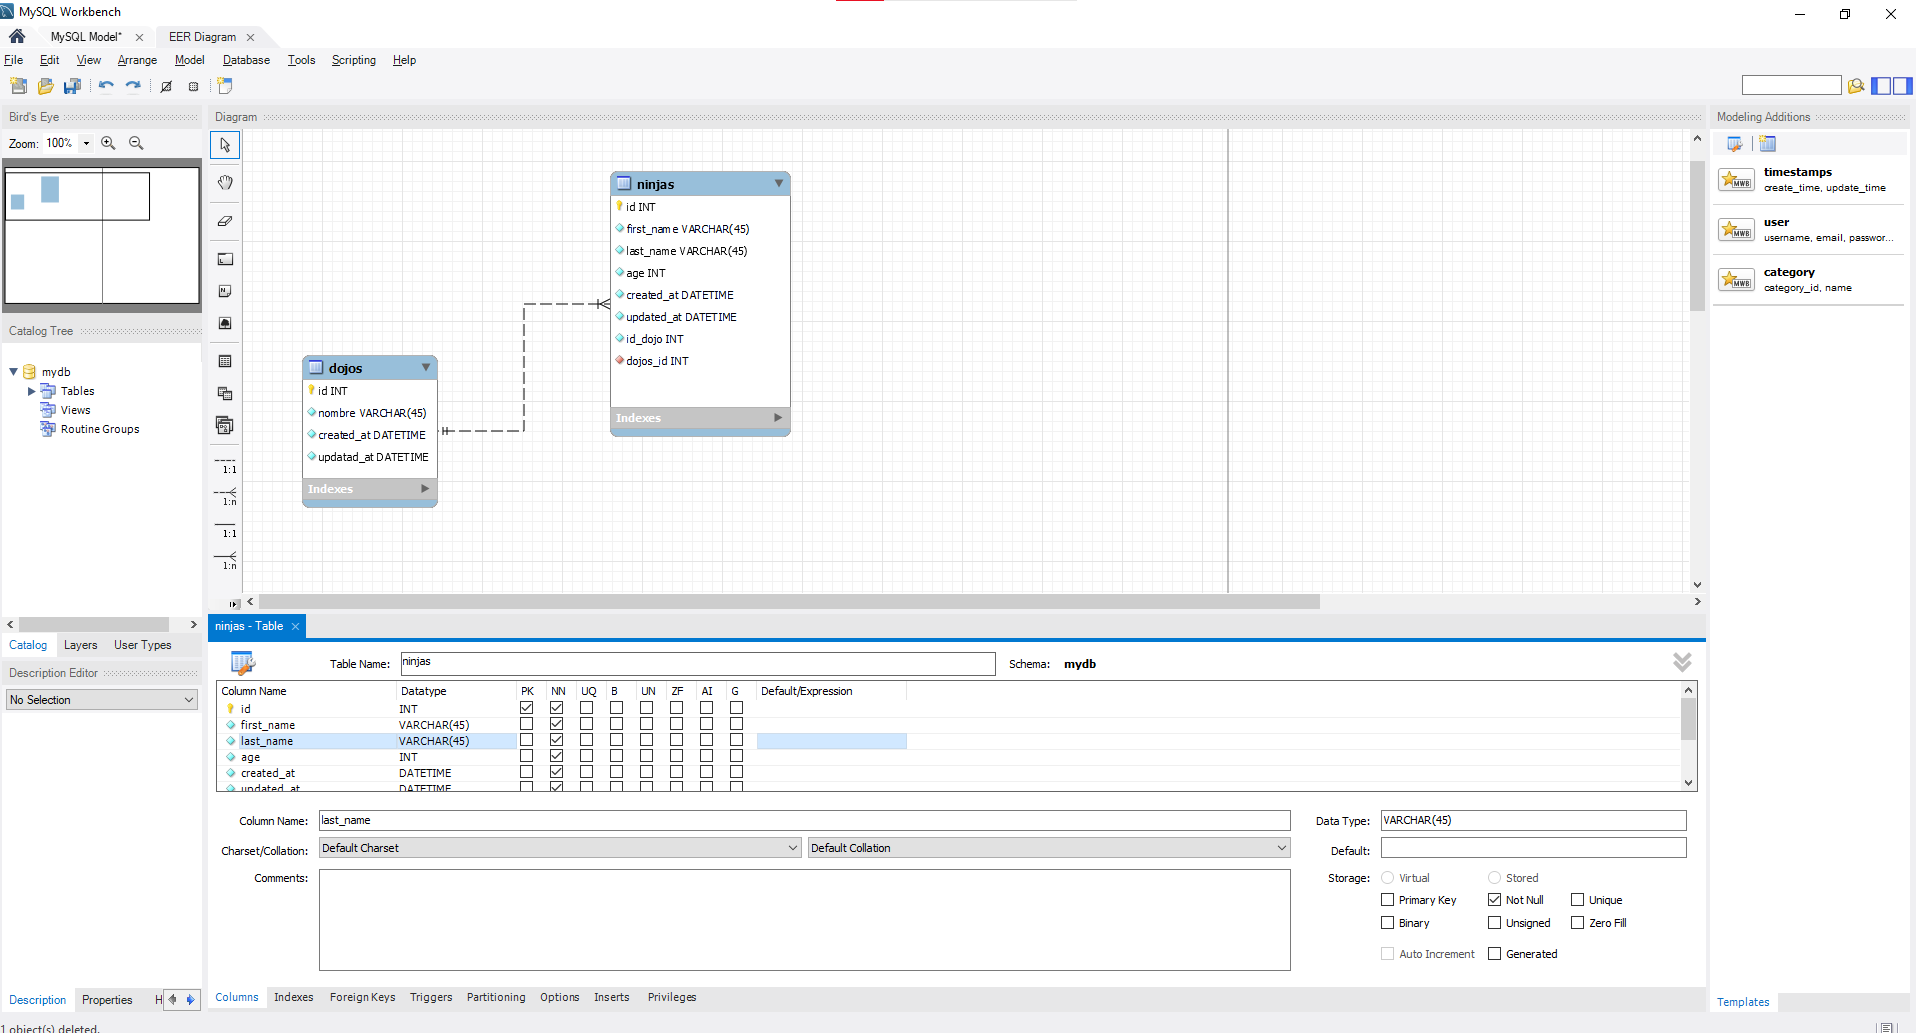 MySQL Workbench
MySQL Model*
EER Diagram
File Edit View Arrange Model Database Tools Scripting Help
Bird's Eye
Zoom: 100%
Catalog Tree
mydb
Tables
Views
Routine Groups
Catalog Layers User Types
Description Editor
No Selection
Description Properties H
1 object(s) deleted.
Diagram
1:1
1:n
1:1
1:n
dojos
id INT
nombre VARCHAR(45)
created_at DATETIME
updatad_at DATETIME
Indexes
ninjas
id INT
first_name VARCHAR(45)
last_name VARCHAR(45)
age INT
created_at DATETIME
updated_at DATETIME
id_dojo INT
dojos_id INT
Indexes
Modeling Additions
MWB
timestamps
create_time, update_time
MWB
user
username, email, passwor...
MWB
category
category_id, name
Templates
ninjas - Table
Table Name: ninjas
Schema: mydb
Column Name Datatype PK NN UQ B UN ZF AI G Default/Expression
id INT
first_name VARCHAR(45)
last_name VARCHAR(45)
age INT
created_at DATETIME
updated_at DATETIME
Column Name: last_name
Data Type: VARCHAR(45)
Charset/Collation: Default Charset Default Collation
Default:
Comments:
Storage: Virtual Stored
Primary Key Not Null Unique
Binary Unsigned Zero Fill
Auto Increment Generated
Columns Indexes Foreign Keys Triggers Partitioning Options Inserts Privileges